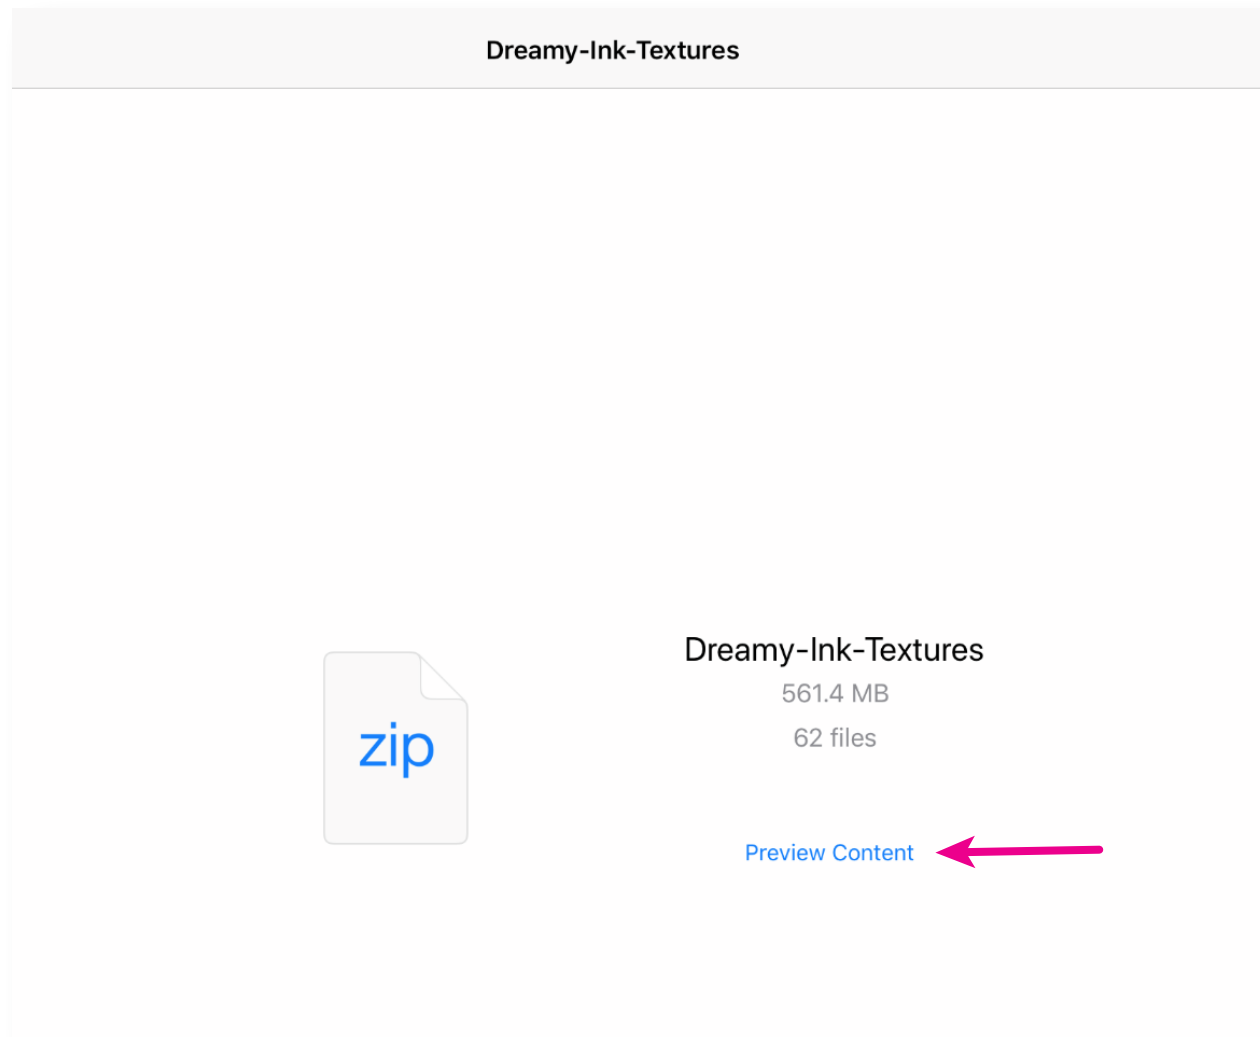 Dreamy-Ink-Textures
Dreamy-Ink-Textures
561.4 MB
62 files
zip
Preview Content